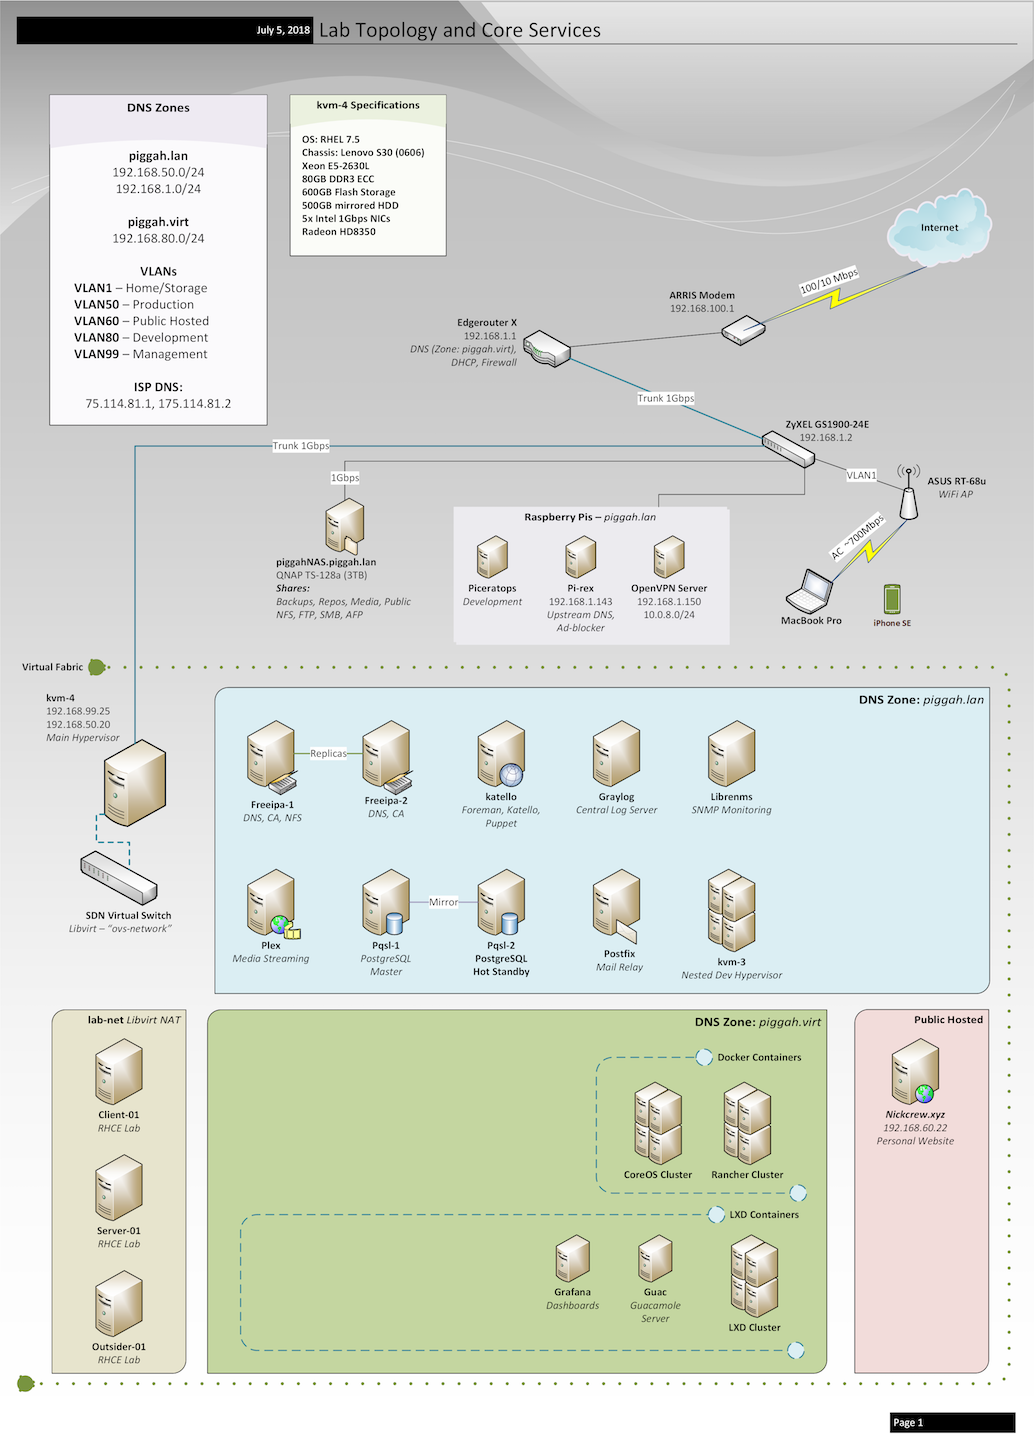 July 5, 2018
Lab Topology and Core Services
DNS Zones
piggah.lan
192.168.50.0/24
192.168.1.0/24
piggah.virt
192.168.80.0/24
VLANs
VLAN1 – Home/Storage
VLAN50 – Production
VLAN60 – Public Hosted
VLAN80 – Development
VLAN99 – Management
ISP DNS:
75.114.81.1, 175.114.81.2
kvm-4 Specifications
OS: RHEL 7.5
Chassis: Lenovo S30 (0606)
Xeon E5-2630L
80GB DDR3 ECC
600GB Flash Storage
500GB mirrored HDD
5x Intel 1Gbps NICs
Radeon HD8350
Internet
100/10 Mbps
ARRIS Modem
192.168.100.1
Edgerouter X
192.168.1.1
DNS (Zone: piggah.virt),
DHCP, Firewall
Trunk 1Gbps
ZyXEL GS1900-24E
192.168.1.2
Trunk 1Gbps
1Gbps
VLAN1
ASUS RT-68u
WiFi AP
AC ~700Mbps
MacBook Pro
iPhone SE
piggahNAS.piggah.lan
QNAP TS-128a (3TB)
Shares:
Backups, Repos, Media, Public
NFS, FTP, SMB, AFP
Raspberry Pis – piggah.lan
Piceratops
Development
Pi-rex
192.168.1.143
Upstream DNS,
Ad-blocker
OpenVPN Server
192.168.1.150
10.0.8.0/24
Virtual Fabric
kvm-4
192.168.99.25
192.168.50.20
Main Hypervisor
SDN Virtual Switch
Libvirt – “ovs-network”
DNS Zone: piggah.lan
Replicas
Freeipa-1
DNS, CA, NFS
Freeipa-2
DNS, CA
katello
Foreman, Katello,
Puppet
Graylog
Central Log Server
Librenms
SNMP Monitoring
Mirror
Plex
Media Streaming
Pqsl-1
PostgreSQL
Master
Pqsl-2
PostgreSQL
Hot Standby
Postfix
Mail Relay
kvm-3
Nested Dev Hypervisor
lab-net Libvirt NAT
Client-01
RHCE Lab
Server-01
RHCE Lab
Outsider-01
RHCE Lab
DNS Zone: piggah.virt
Docker Containers
CoreOS Cluster
Rancher Cluster
LXD Containers
Grafana
Dashboards
Guac
Guacamole
Server
LXD Cluster
Public Hosted
Nickcrew.xyz
192.168.60.22
Personal Website
Page 1